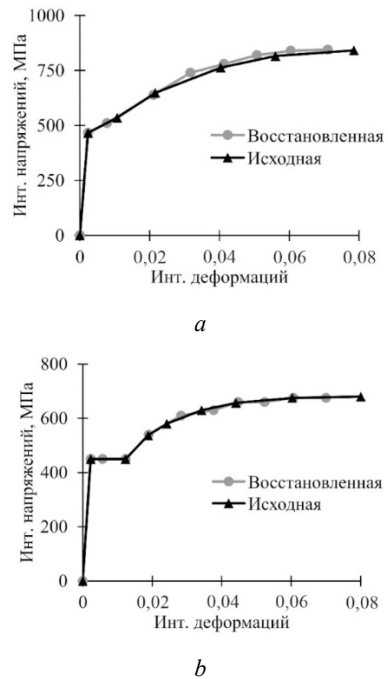 Инт. напряжений, МПа
1000
750
500
250
0
Восстановленная
Исходная
0
0,02
0,04
0,06
0,08
Инт. деформаций
a
Инт. напряжений, МПа
800
600
400
200
0
Восстановленная
Исходная
0
0,02
0,04
0,06
0,08
Инт. деформаций
b